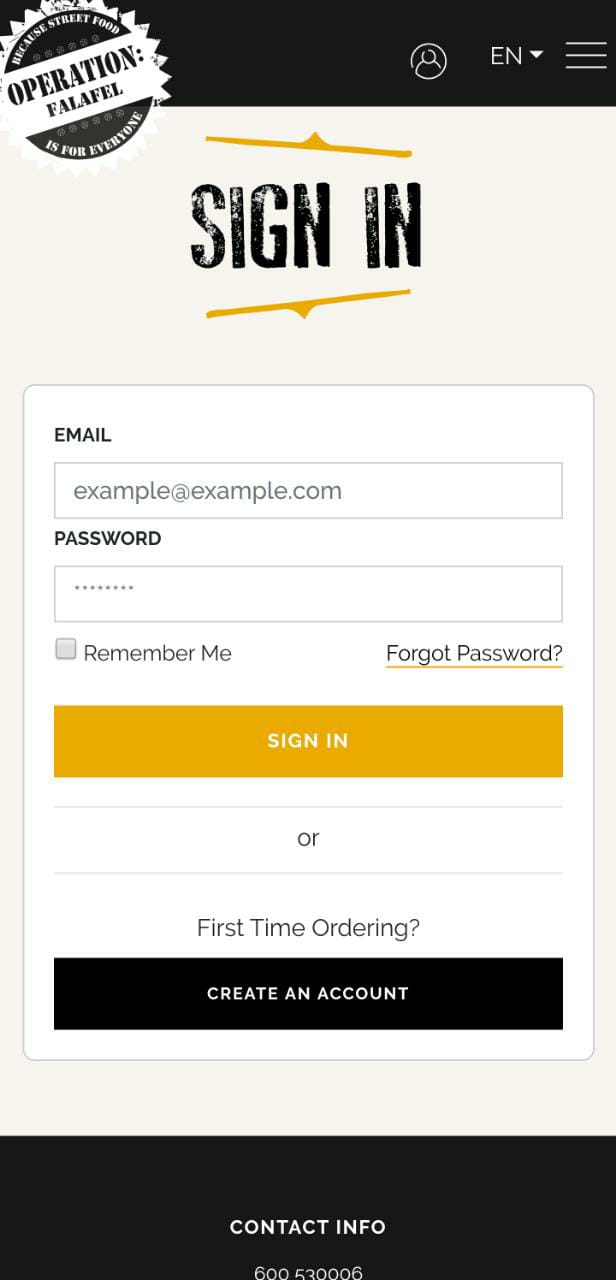 BECAUSE STREET FOOD
OPERATION:
FALAFEL
IS FOR EVERYONE
EN
SIGN IN
EMAIL
example@example.com
PASSWORD
********
Remember Me
Forgot Password?
SIGN IN
or
First Time Ordering?
CREATE AN ACCOUNT
CONTACT INFO
600 530006